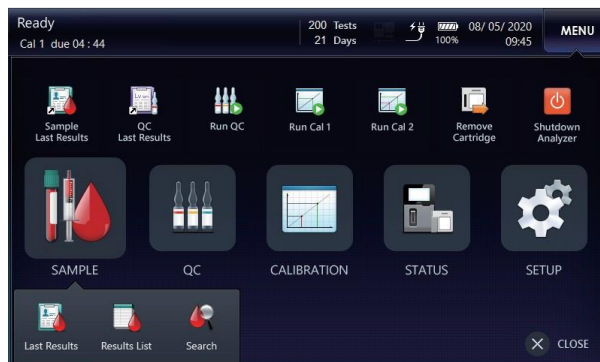 Ready
Cal 1 due 04 : 44
200 Tests
21 Days
100%
08/ 05/ 2020
09:45
MENU
Sample
Last Results
QC
Last Results
Run QC
Run Cal 1
Run Cal 2
Remove
Cartridge
Shutdown
Analyzer
SAMPLE
QC
CALIBRATION
STATUS
SETUP
Last Results
Results List
Search
CLOSE